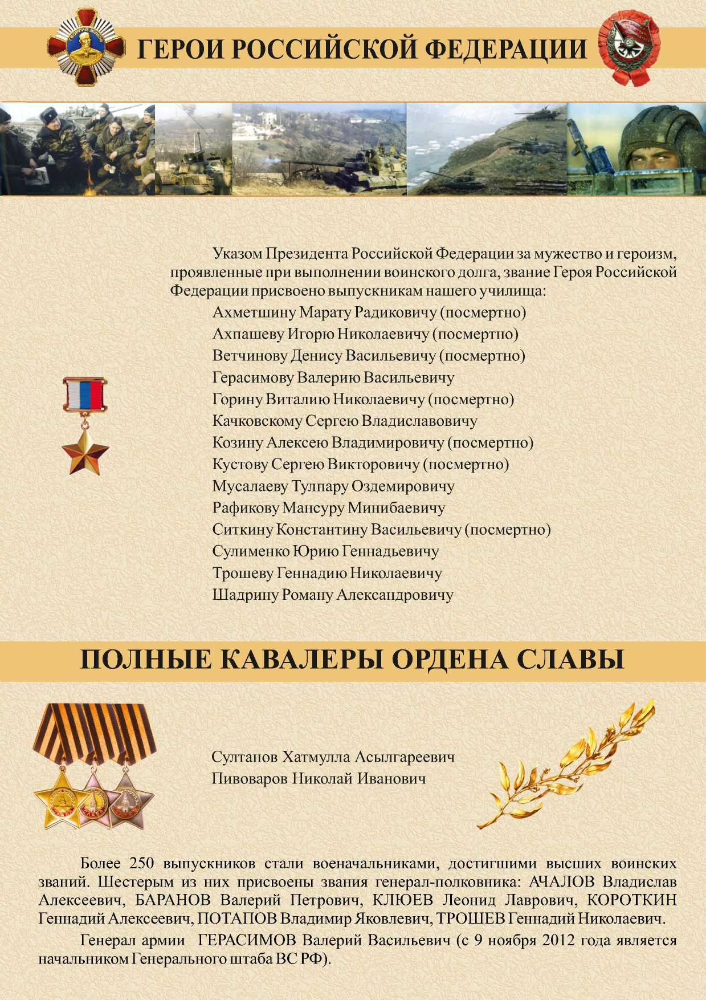 ГЕРОИ РОССИЙСКОЙ ФЕДЕРАЦИИ
Указом Президента Российской Федерации за мужество и героизм,
проявленные при выполнении воинского долга, звание Героя Российской
Федерации присвоено выпускникам нашего училища:
Ахметшину Марату Радиковичу (посмертно)
Ахпашеву Игорю Николаевичу (посмертно)
Ветчинову Денису Васильевичу (посмертно)
Герасимову Валерию Васильевичу
Горину Виталию Николаевичу (посмертно)
Качковскому Сергею Владиславовичу
Козину Алексею Владимировичу (посмертно)
Кустову Сергею Викторовичу (посмертно)
Мусалаеву Тулпару Оздемировичу
Рафикову Мансуру Минибаевичу
Ситкину Константину Васильевичу (посмертно)
Сулименко Юрию Геннадьевичу
Трошеву Геннадию Николаевичу
Шадрину Роману Александровичу
ПОЛНЫЕ КАВАЛЕРЫ ОРДЕНА СЛАВЫ
Султанов Хатмулла Асылгареевич
Пивоваров Николай Иванович
СЛАВА СЛАВА СЛАВА
Более 250 выпускников стали военачальниками, достигшими высших воинских
званий. Шестерым из них присвоены звания генерал-полковника: АЧАЛОВ Владислав
Алексеевич, БАРАНОВ Валерий Петрович, КЛЮЕВ Леонид Лаврович, КОРОТКИН
Геннадий Алексеевич, ПОТАПОВ Владимир Яковлевич, ТРОШЕВ Геннадий Николаевич.
Генерал армии ГЕРАСИМОВ Валерий Васильевич (с 9 ноября 2012 года является
начальником Генерального штаба ВС РФ).